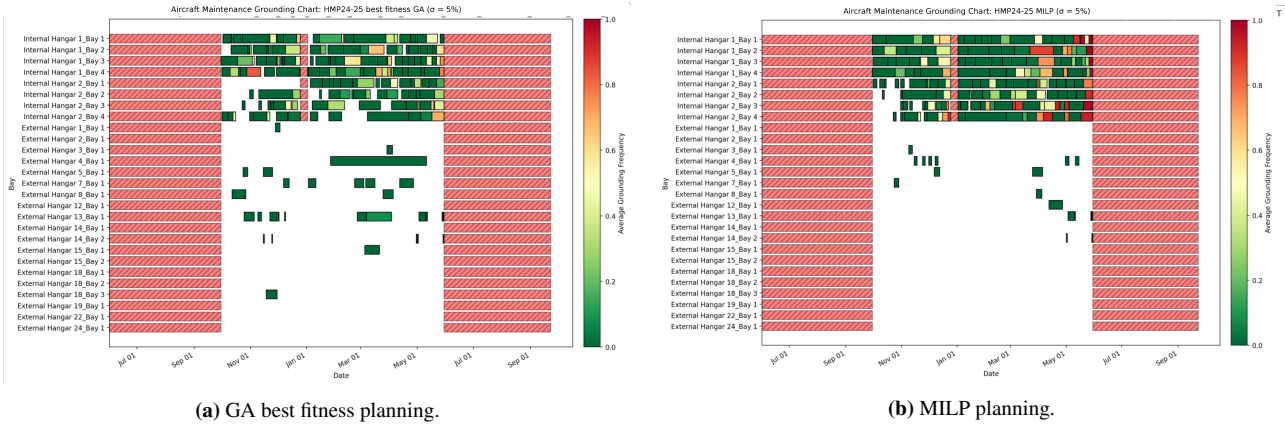 Aircraft Maintenance Grounding Chart: HMP24-25 best fitness GA (σ = 5%)
Internal Hangar 1_Bay 1
Internal Hangar 1_Bay 2
Internal Hangar 1_Bay 3
Internal Hangar 1_Bay 4
Internal Hangar 2_Bay 1
Internal Hangar 2_Bay 2
Internal Hangar 2_Bay 3
Internal Hangar 2_Bay 4
External Hangar 1_Bay 1
External Hangar 2_Bay 1
External Hangar 3_Bay 1
External Hangar 4_Bay 1
External Hangar 5_Bay 1
External Hangar 7_Bay 1
External Hangar 8_Bay 1
External Hangar 12_Bay 1
External Hangar 13_Bay 1
External Hangar 14_Bay 1
External Hangar 14_Bay 2
External Hangar 15_Bay 1
External Hangar 15_Bay 2
External Hangar 18_Bay 1
External Hangar 18_Bay 2
External Hangar 18_Bay 3
External Hangar 19_Bay 1
External Hangar 22_Bay 1
External Hangar 24_Bay 1
Bay
Jul 01
Sep 01
Nov 01
Jan 01
Mar 01
May 01
Jul 01
Sep 01
Date
1.0
0.8
0.6
0.4
0.2
0.0
Average Grounding Frequency
(a) GA best fitness planning.
Aircraft Maintenance Grounding Chart: HMP24-25 MILP (σ = 5%)
T
Internal Hangar 1_Bay 1
Internal Hangar 1_Bay 2
Internal Hangar 1_Bay 3
Internal Hangar 1_Bay 4
Internal Hangar 2_Bay 1
Internal Hangar 2_Bay 2
Internal Hangar 2_Bay 3
Internal Hangar 2_Bay 4
External Hangar 1_Bay 1
External Hangar 2_Bay 1
External Hangar 3_Bay 1
External Hangar 4_Bay 1
External Hangar 5_Bay 1
External Hangar 7_Bay 1
External Hangar 8_Bay 1
External Hangar 12_Bay 1
External Hangar 13_Bay 1
External Hangar 14_Bay 1
External Hangar 14_Bay 2
External Hangar 15_Bay 1
External Hangar 15_Bay 2
External Hangar 18_Bay 1
External Hangar 18_Bay 2
External Hangar 18_Bay 3
External Hangar 19_Bay 1
External Hangar 22_Bay 1
External Hangar 24_Bay 1
Bay
Jul 01
Sep 01
Nov 01
Jan 01
Mar 01
May 01
Jul 01
Sep 01
Date
1.0
0.8
0.6
0.4
0.2
0.0
Average Grounding Frequency
(b) MILP planning.